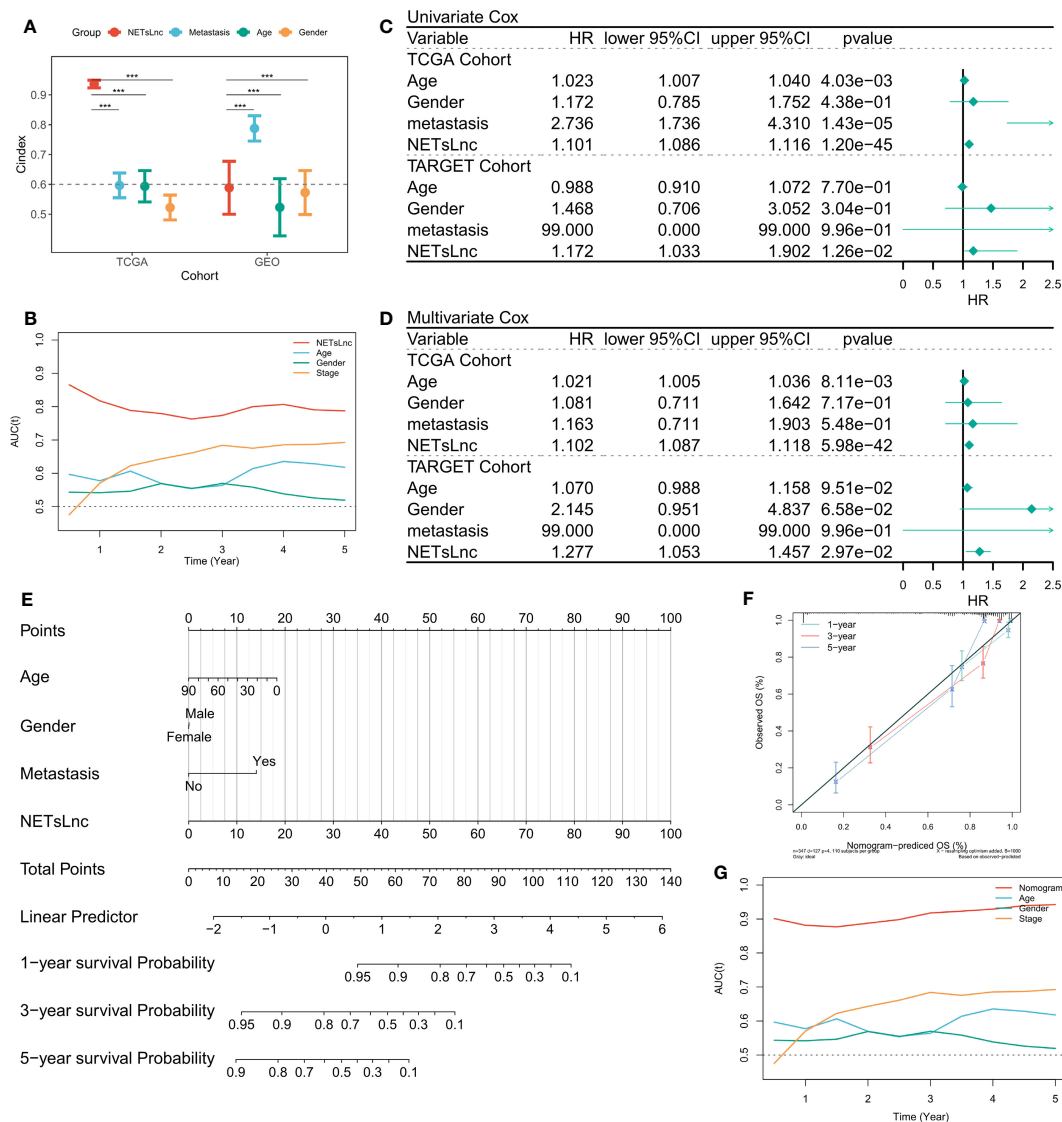 A
Group NETsLnc Metastasis Age Gender
***
***
***
***
***
***
Cindex
0.9
0.8
0.7
0.6
0.5
TCGA GEO
Cohort
B
NETsLnc
Age
Gender
Stage
AUC(t)
1.0
0.9
0.8
0.7
0.6
0.5
1 2 3 4 5
Time (Year)
C
Univariate Cox
Variable HR lower 95%CI upper 95%CI pvalue
TCGA Cohort
Age 1.023 1.007 1.040 4.03e−03
Gender 1.172 0.785 1.752 4.38e−01
metastasis 2.736 1.736 4.310 1.43e−05
NETsLnc 1.101 1.086 1.116 1.20e−45
TARGET Cohort
Age 0.988 0.910 1.072 7.70e−01
Gender 1.468 0.706 3.052 3.04e−01
metastasis 99.000 0.000 99.000 9.96e−01
NETsLnc 1.172 1.033 1.902 1.26e−02
0 0.5 1 1.5 2 2.5
HR
D
Multivariate Cox
Variable HR lower 95%CI upper 95%CI pvalue
TCGA Cohort
Age 1.021 1.005 1.036 8.11e−03
Gender 1.081 0.711 1.642 7.17e−01
metastasis 1.163 0.711 1.903 5.48e−01
NETsLnc 1.102 1.087 1.118 5.98e−42
TARGET Cohort
Age 1.070 0.988 1.158 9.51e−02
Gender 2.145 0.951 4.837 6.58e−02
metastasis 99.000 0.000 99.000 9.96e−01
NETsLnc 1.277 1.053 1.457 2.97e−02
0 0.5 1 1.5 2 2.5
HR
E
Points 0 10 20 30 40 50 60 70 80 90 100
Age
90 60 40 20 0
Gender
Male
Female
Metastasis
Yes
No
NETsLnc
0 10 20 30 40 50 60 70 80 90 100
Total Points
0 10 20 30 40 50 60 70 80 90 100 110 120 130 140
Linear Predictor
−2 −1 0 1 2 3 4 5 6
1−year survival Probability
0.95 0.9 0.8 0.7 0.5 0.3 0.1
3−year survival Probability
0.95 0.9 0.8 0.7 0.5 0.3 0.1
5−year survival Probability
0.9 0.8 0.7 0.5 0.3 0.1
F
1−year
3−year
5−year
Observed OS (%)
1.0
0.8
0.6
0.4
0.2
0.0
0.0 0.2 0.4 0.6 0.8 1.0
Nomogram−prediced OS (%)
n=347 d=127 p=4, 110 subjects per group
Gray: ideal
X − resampling optimism added, B=1000
Based on observed−predicted
G
Nomogram
Age
Gender
Stage
AUC(t)
1.0
0.9
0.8
0.7
0.6
0.5
1 2 3 4 5
Time (Year)